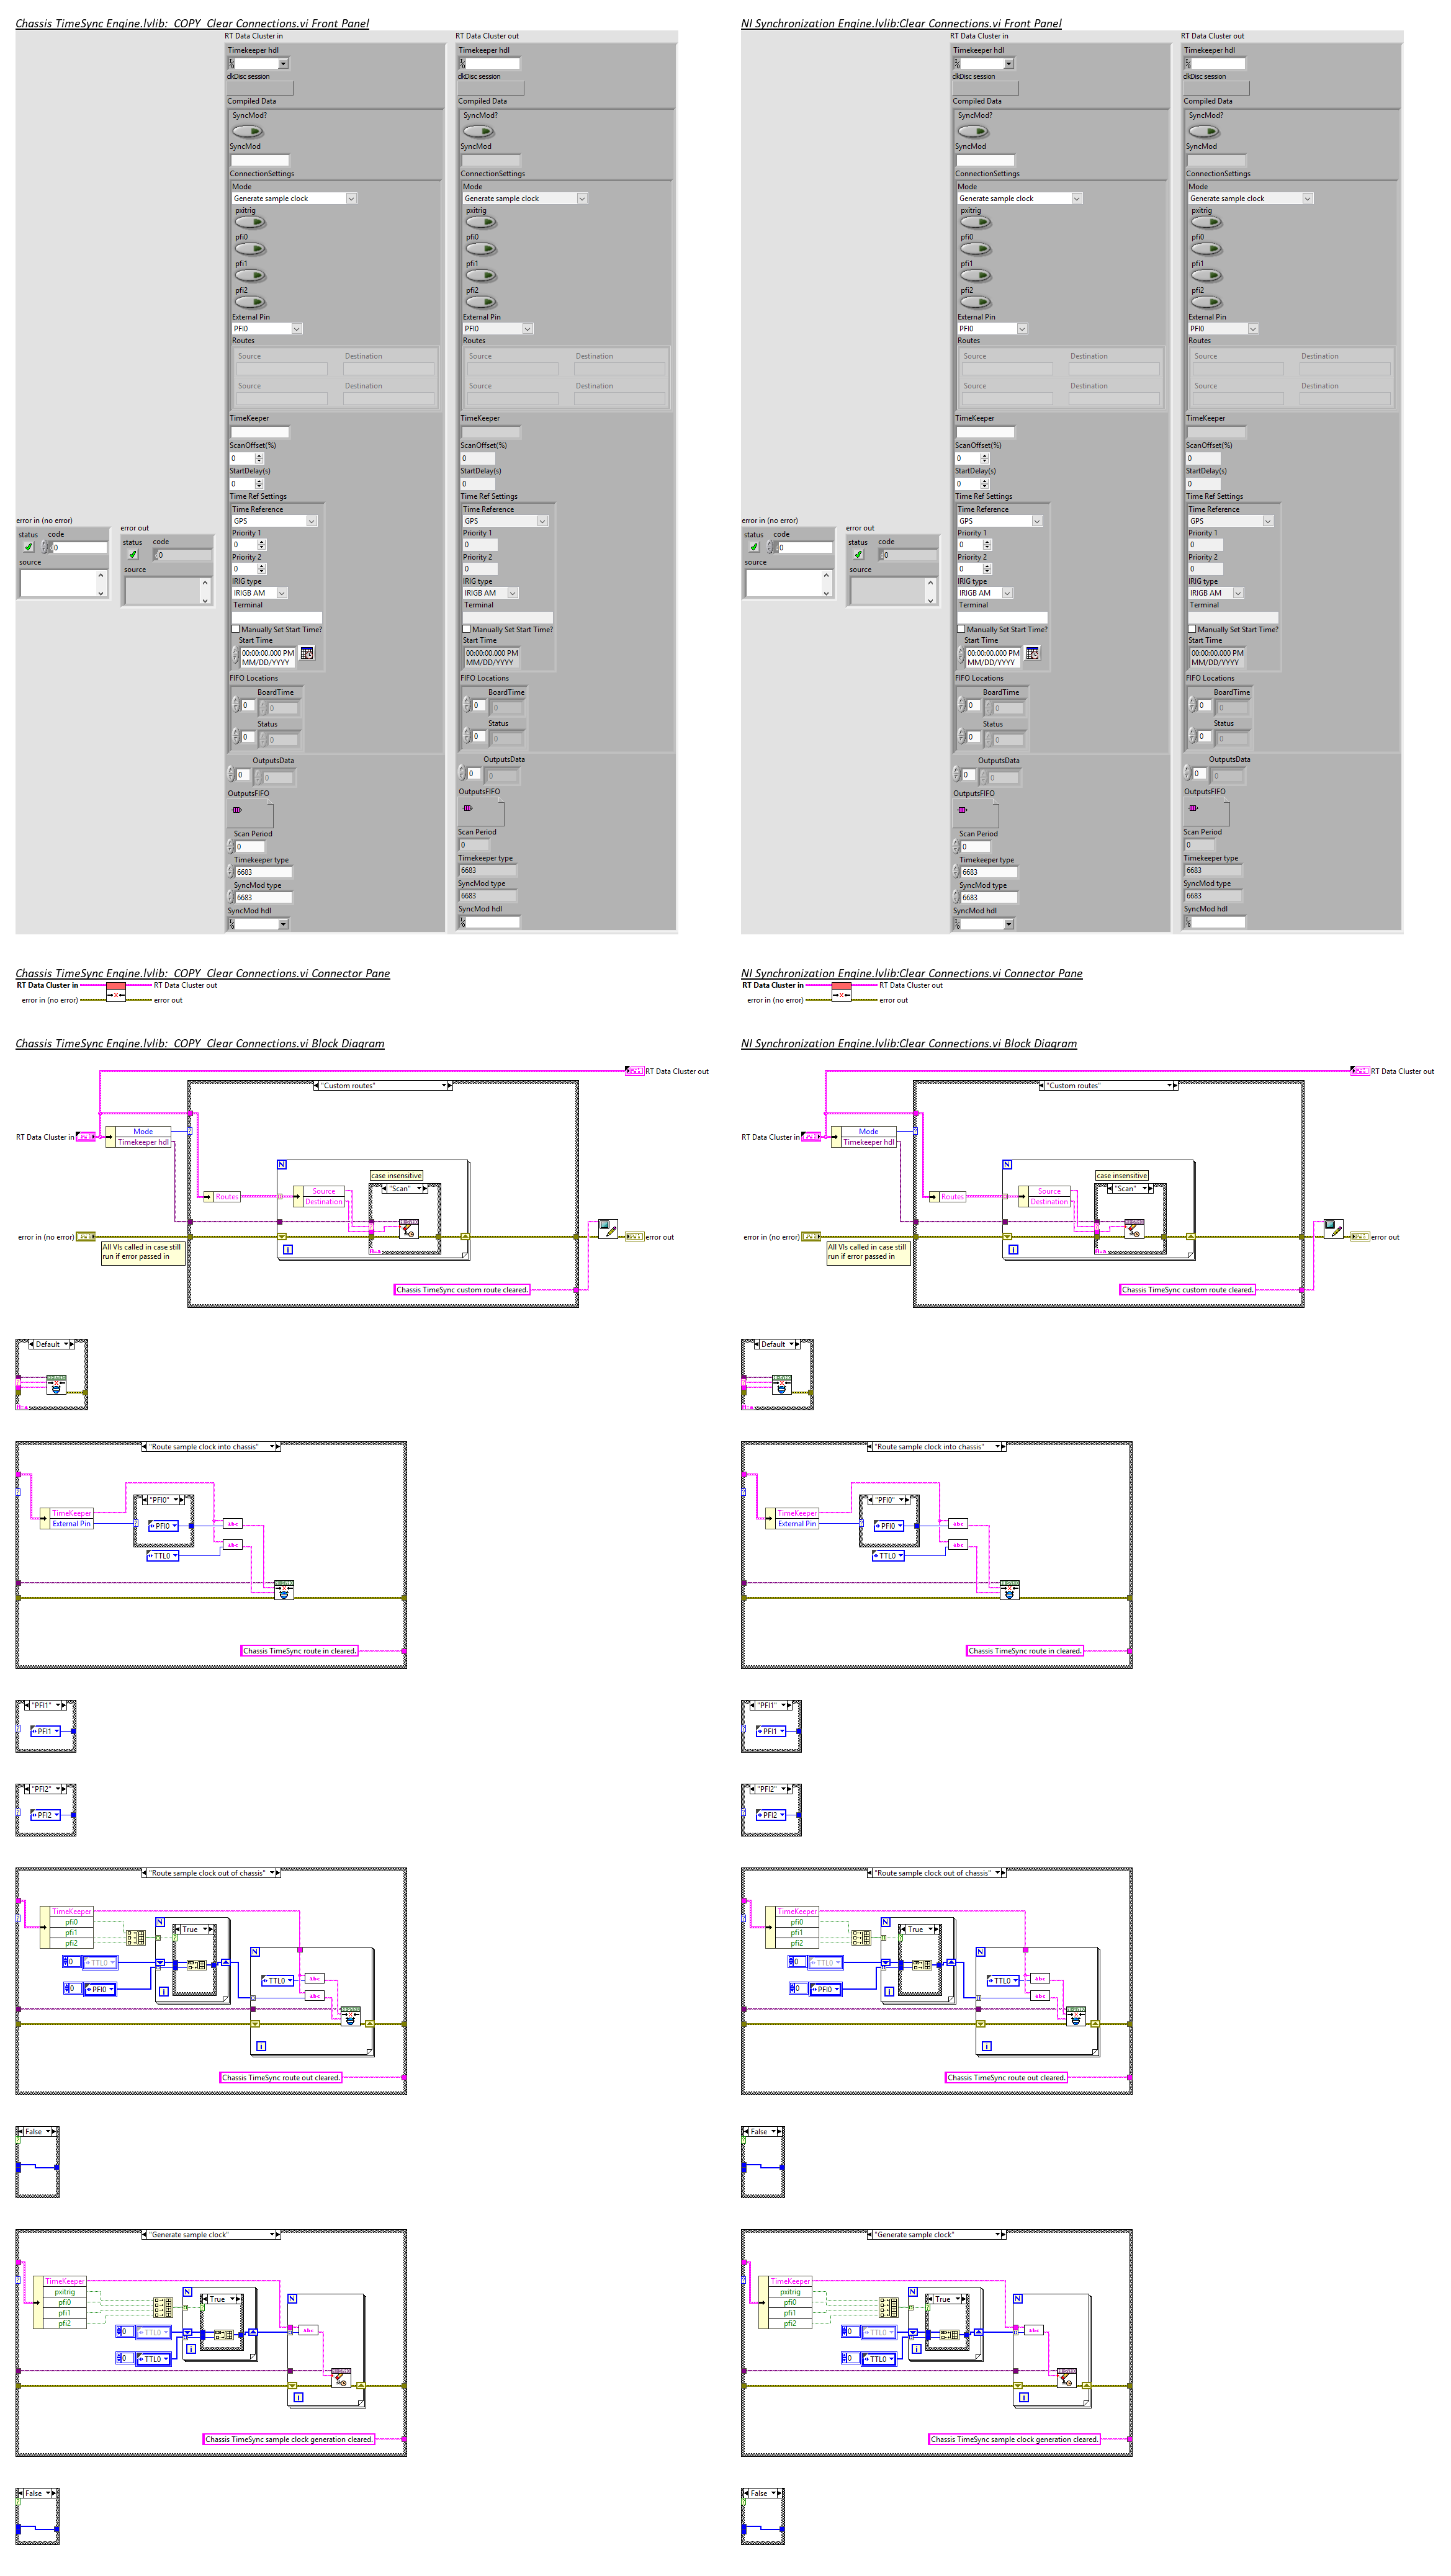 Chassis TimeSync Engine.lvlib:_COPY_Clear Connections.vi Front Panel
RT Data Cluster in
Timekeeper hdl
clkDisc session
Compiled Data
SyncMod?
SyncMod
ConnectionSettings
Mode
Generate sample clock
pxitrig
pfi0
pfi1
pfi2
External Pin
PFI0
Routes
Source Destination
Source Destination
TimeKeeper
ScanOffset(%)
0
StartDelay(s)
0
Time Ref Settings
Time Reference
GPS
Priority 1
0
Priority 2
0
IRIG type
IRIGB AM
Terminal
Manually Set Start Time?
Start Time
00:00:00.000 PM
MM/DD/YYYY
FIFO Locations
BoardTime
0 0
Status
0 0
OutputsData
0 0
OutputsFIFO
Scan Period
0
Timekeeper type
6683
SyncMod type
6683
SyncMod hdl
RT Data Cluster out
Timekeeper hdl
clkDisc session
Compiled Data
SyncMod?
SyncMod
ConnectionSettings
Mode
Generate sample clock
pxitrig
pfi0
pfi1
pfi2
External Pin
PFI0
Routes
Source Destination
Source Destination
TimeKeeper
ScanOffset(%)
0
StartDelay(s)
0
Time Ref Settings
Time Reference
GPS
Priority 1
0
Priority 2
0
IRIG type
IRIGB AM
Terminal
Manually Set Start Time?
Start Time
00:00:00.000 PM
MM/DD/YYYY
FIFO Locations
BoardTime
0 0
Status
0 0
OutputsData
0 0
OutputsFIFO
Scan Period
0
Timekeeper type
6683
SyncMod type
6683
SyncMod hdl
error in (no error)
status code
0
source
error out
status code
0
source
Chassis TimeSync Engine.lvlib:_COPY_Clear Connections.vi Connector Pane
RT Data Cluster in RT Data Cluster out
error in (no error) error out
Chassis TimeSync Engine.lvlib:_COPY_Clear Connections.vi Block Diagram
RT Data Cluster out
"Custom routes"
RT Data Cluster in
Mode
Timekeeper hdl
N
case insensitive
"Scan"
Routes
Source
Destination
error in (no error)
error out
All VIs called in case still
run if error passed in
i
Chassis TimeSync custom route cleared.
Default
"Route sample clock into chassis"
TimeKeeper
External Pin
"PFI0"
PFI0
abc
TTL0
abc
Chassis TimeSync route in cleared.
"PFI1"
PFI1
"PFI2"
PFI2
"Route sample clock out of chassis"
TimeKeeper
pfi0
pfi1
pfi2
N
True
0 TTL0
0 PFI0
i
N
TTL0
abc
abc
i
Chassis TimeSync route out cleared.
False
"Generate sample clock"
TimeKeeper
pxitrig
pfi0
pfi1
pfi2
N
True
0 TTL0
0 TTL0
i
N
abc
i
Chassis TimeSync sample clock generation cleared.
False
NI Synchronization Engine.lvlib:Clear Connections.vi Front Panel
RT Data Cluster in
Timekeeper hdl
clkDisc session
Compiled Data
SyncMod?
SyncMod
ConnectionSettings
Mode
Generate sample clock
pxitrig
pfi0
pfi1
pfi2
External Pin
PFI0
Routes
Source Destination
Source Destination
TimeKeeper
ScanOffset(%)
0
StartDelay(s)
0
Time Ref Settings
Time Reference
GPS
Priority 1
0
Priority 2
0
IRIG type
IRIGB AM
Terminal
Manually Set Start Time?
Start Time
00:00:00.000 PM
MM/DD/YYYY
FIFO Locations
BoardTime
0 0
Status
0 0
OutputsData
0 0
OutputsFIFO
Scan Period
0
Timekeeper type
6683
SyncMod type
6683
SyncMod hdl
RT Data Cluster out
Timekeeper hdl
clkDisc session
Compiled Data
SyncMod?
SyncMod
ConnectionSettings
Mode
Generate sample clock
pxitrig
pfi0
pfi1
pfi2
External Pin
PFI0
Routes
Source Destination
Source Destination
TimeKeeper
ScanOffset(%)
0
StartDelay(s)
0
Time Ref Settings
Time Reference
GPS
Priority 1
0
Priority 2
0
IRIG type
IRIGB AM
Terminal
Manually Set Start Time?
Start Time
00:00:00.000 PM
MM/DD/YYYY
FIFO Locations
BoardTime
0 0
Status
0 0
OutputsData
0 0
OutputsFIFO
Scan Period
0
Timekeeper type
6683
SyncMod type
6683
SyncMod hdl
error in (no error)
status code
0
source
error out
status code
0
source
NI Synchronization Engine.lvlib:Clear Connections.vi Connector Pane
RT Data Cluster in RT Data Cluster out
error in (no error) error out
NI Synchronization Engine.lvlib:Clear Connections.vi Block Diagram
RT Data Cluster out
"Custom routes"
RT Data Cluster in
Mode
Timekeeper hdl
N
case insensitive
"Scan"
Routes
Source
Destination
error in (no error)
error out
All VIs called in case still
run if error passed in
i
Chassis TimeSync custom route cleared.
Default
"Route sample clock into chassis"
TimeKeeper
External Pin
"PFI0"
PFI0
abc
TTL0
abc
Chassis TimeSync route in cleared.
"PFI1"
PFI1
"PFI2"
PFI2
"Route sample clock out of chassis"
TimeKeeper
pfi0
pfi1
pfi2
N
True
0 TTL0
0 PFI0
i
N
TTL0
abc
abc
i
Chassis TimeSync route out cleared.
False
"Generate sample clock"
TimeKeeper
pxitrig
pfi0
pfi1
pfi2
N
True
0 TTL0
0 TTL0
i
N
abc
i
Chassis TimeSync sample clock generation cleared.
False